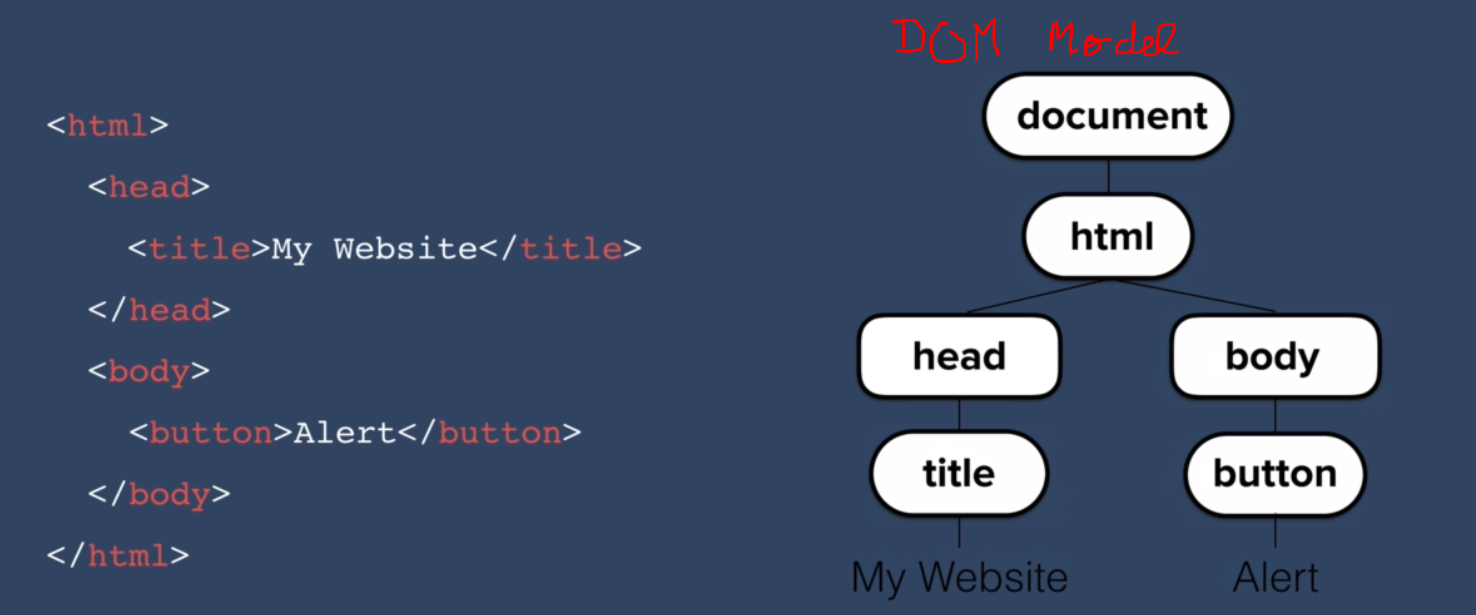 <html>
<head>
<title>My Website</title>
</head>
<body>
<button>Alert</button>
</body>
</html>
DOM Model
document
html
head body
title button
My Website Alert